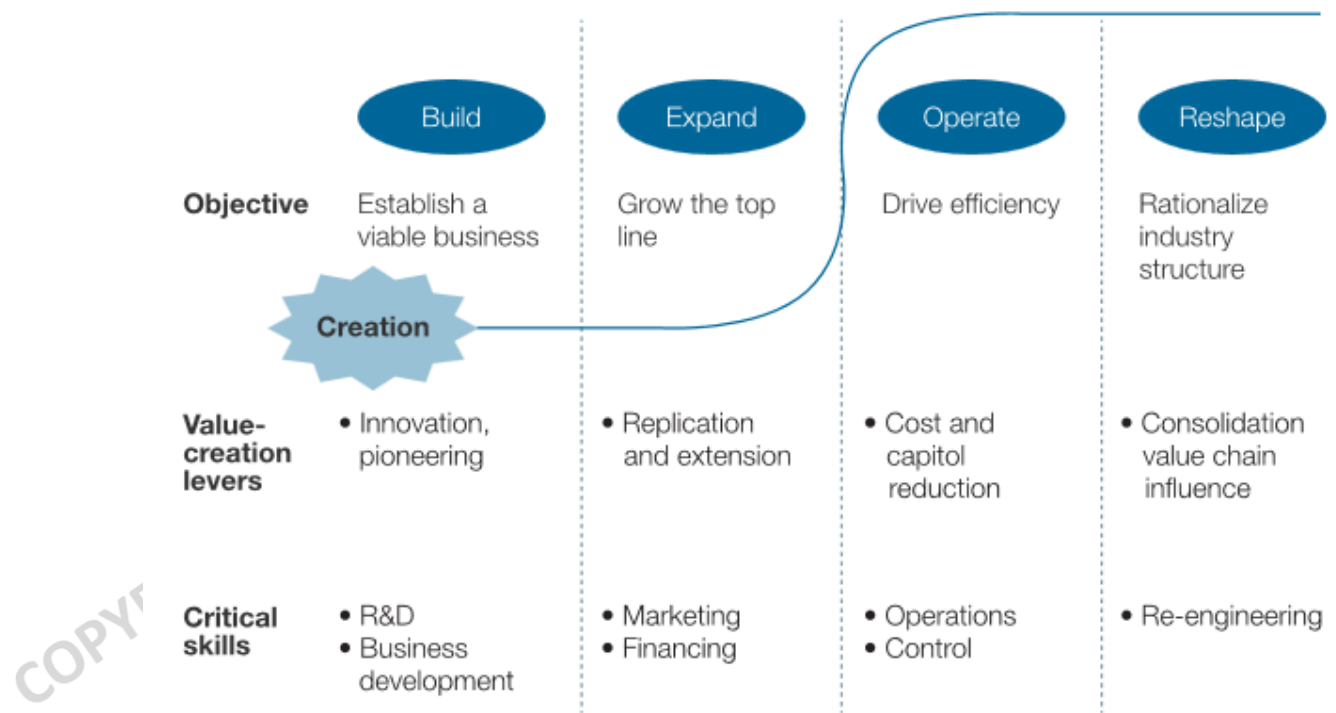 Build
Expand
Operate
Reshape
Objective
Establish a
viable business
Grow the top
line
Drive efficiency
Rationalize
industry
structure
Creation
Value-
creation
levers
• Innovation,
pioneering
• Replication
and extension
• Cost and
capitol
reduction
• Consolidation
value chain
influence
Critical
skills
• R&D
• Business
development
• Marketing
• Financing
• Operations
• Control
• Re-engineering